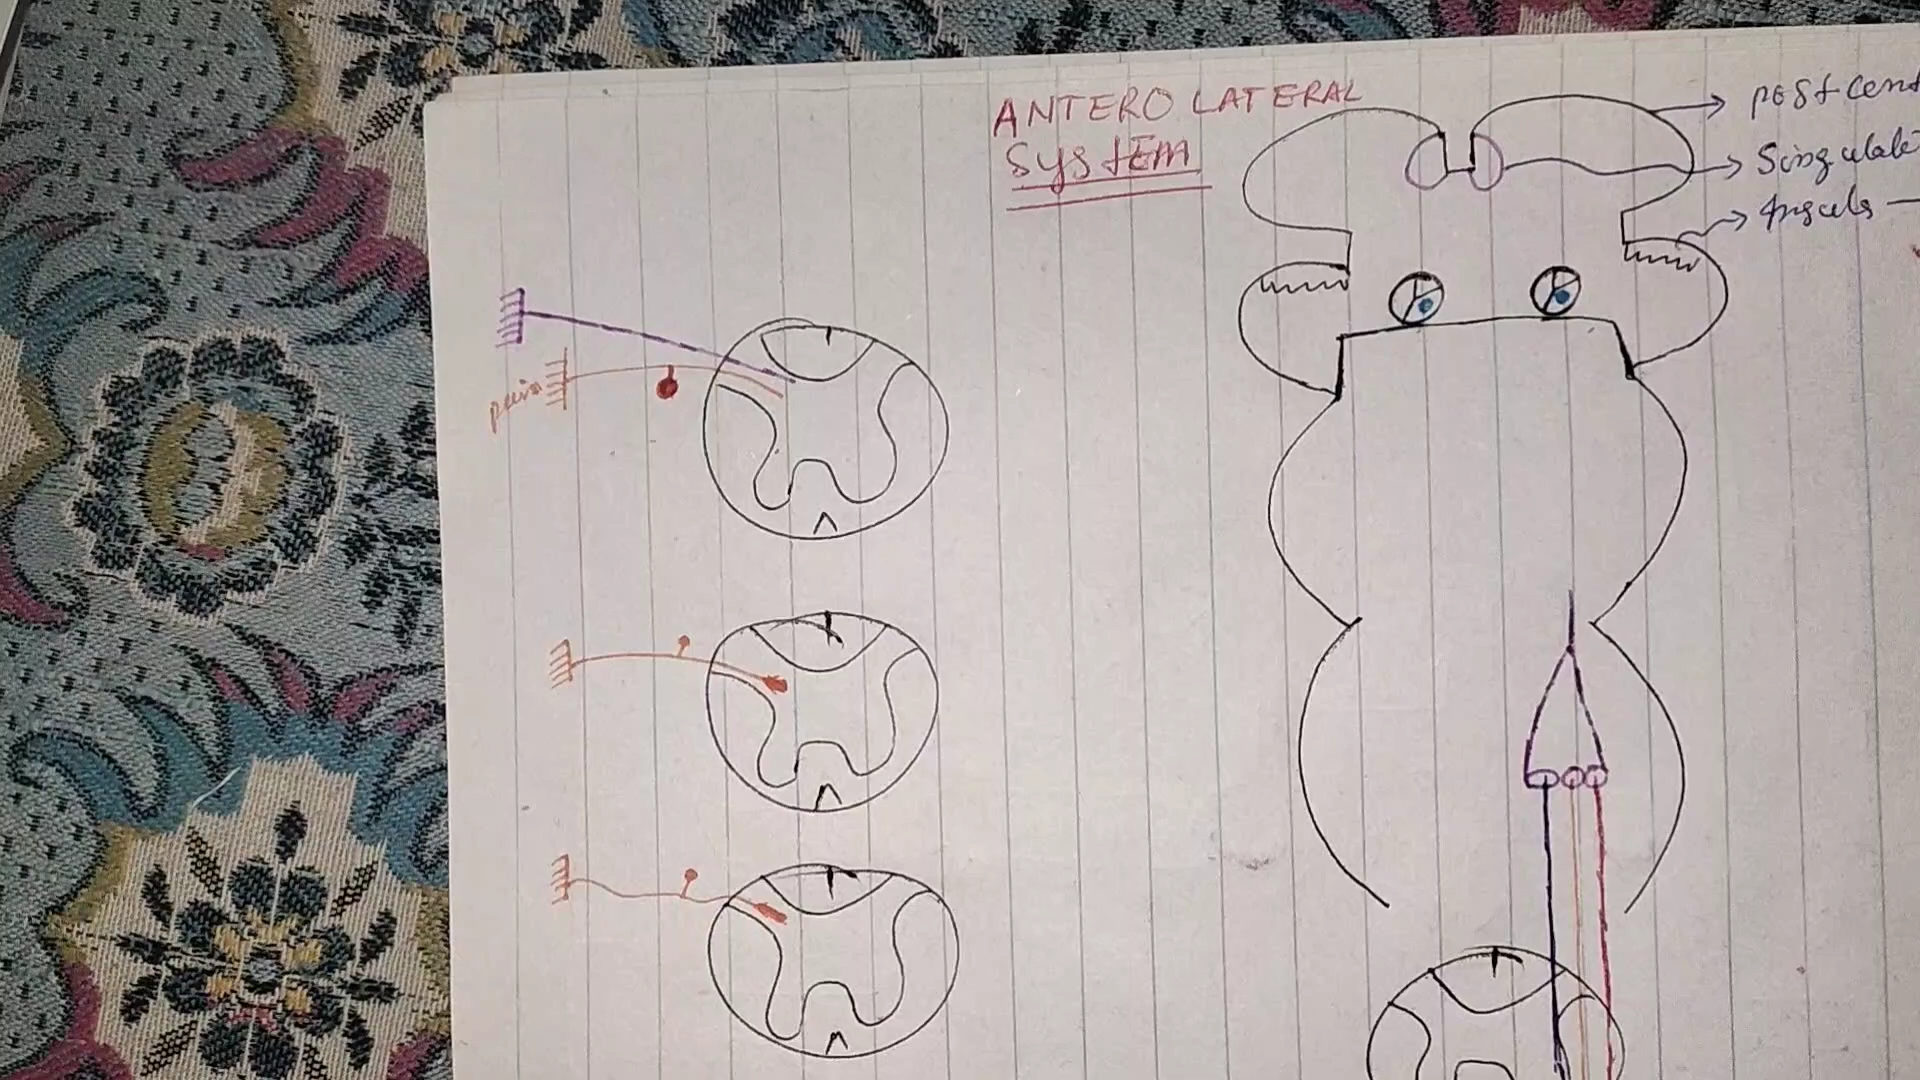 ANTERO LATERAL
System
post cent
Singulate
pain